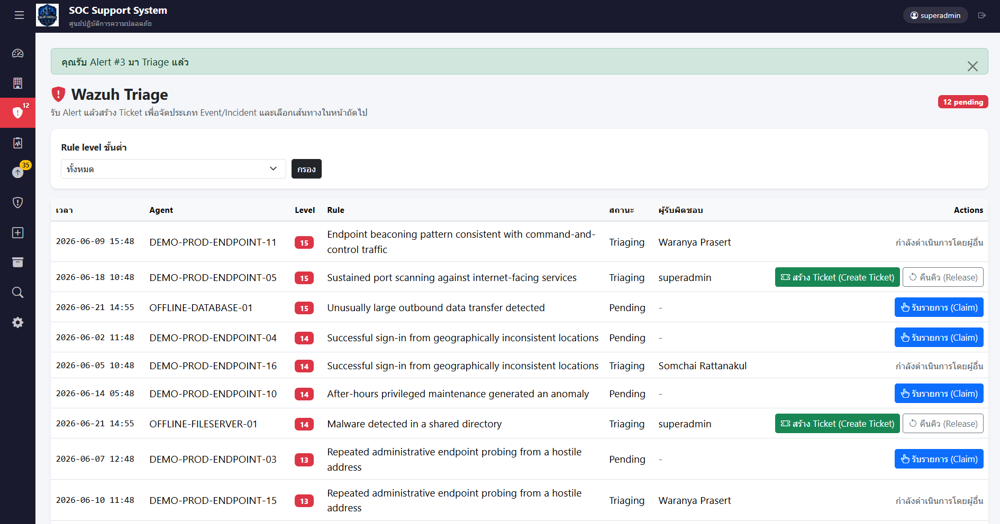 SOC Support System
ศูนย์ปฏิบัติการความปลอดภัย
BLUE CASTLE
superadmin
12
35
คุณรับ Alert #3 มา Triage แล้ว
Wazuh Triage
12 pending
รับ Alert แล้วสร้าง Ticket เพื่อจัดประเภท Event/Incident และเลือกเส้นทางในหน้าถัดไป
Rule level ขั้นต่ำ
ทั้งหมด
กรอง
เวลา Agent Level Rule สถานะ ผู้รับผิดชอบ Actions
2026-06-09 15:48 DEMO-PROD-ENDPOINT-11 15 Endpoint beaconing pattern consistent with command-and-
control traffic Triaging Waranya Prasert กำลังดำเนินการโดยผู้อื่น
2026-06-18 10:48 DEMO-PROD-ENDPOINT-05 15 Sustained port scanning against internet-facing services Triaging superadmin สร้าง Ticket (Create Ticket) คืนคิว (Release)
2026-06-21 14:55 OFFLINE-DATABASE-01 15 Unusually large outbound data transfer detected Pending - รับรายการ (Claim)
2026-06-02 11:48 DEMO-PROD-ENDPOINT-04 14 Successful sign-in from geographically inconsistent locations Pending - รับรายการ (Claim)
2026-06-05 10:48 DEMO-PROD-ENDPOINT-16 14 Successful sign-in from geographically inconsistent locations Triaging Somchai Rattanakul กำลังดำเนินการโดยผู้อื่น
2026-06-14 05:48 DEMO-PROD-ENDPOINT-10 14 After-hours privileged maintenance generated an anomaly Pending - รับรายการ (Claim)
2026-06-21 14:55 OFFLINE-FILESERVER-01 14 Malware detected in a shared directory Triaging superadmin สร้าง Ticket (Create Ticket) คืนคิว (Release)
2026-06-07 12:48 DEMO-PROD-ENDPOINT-03 13 Repeated administrative endpoint probing from a hostile
address Pending - รับรายการ (Claim)
2026-06-10 11:48 DEMO-PROD-ENDPOINT-15 13 Repeated administrative endpoint probing from a hostile
address Triaging Waranya Prasert กำลังดำเนินการโดยผู้อื่น